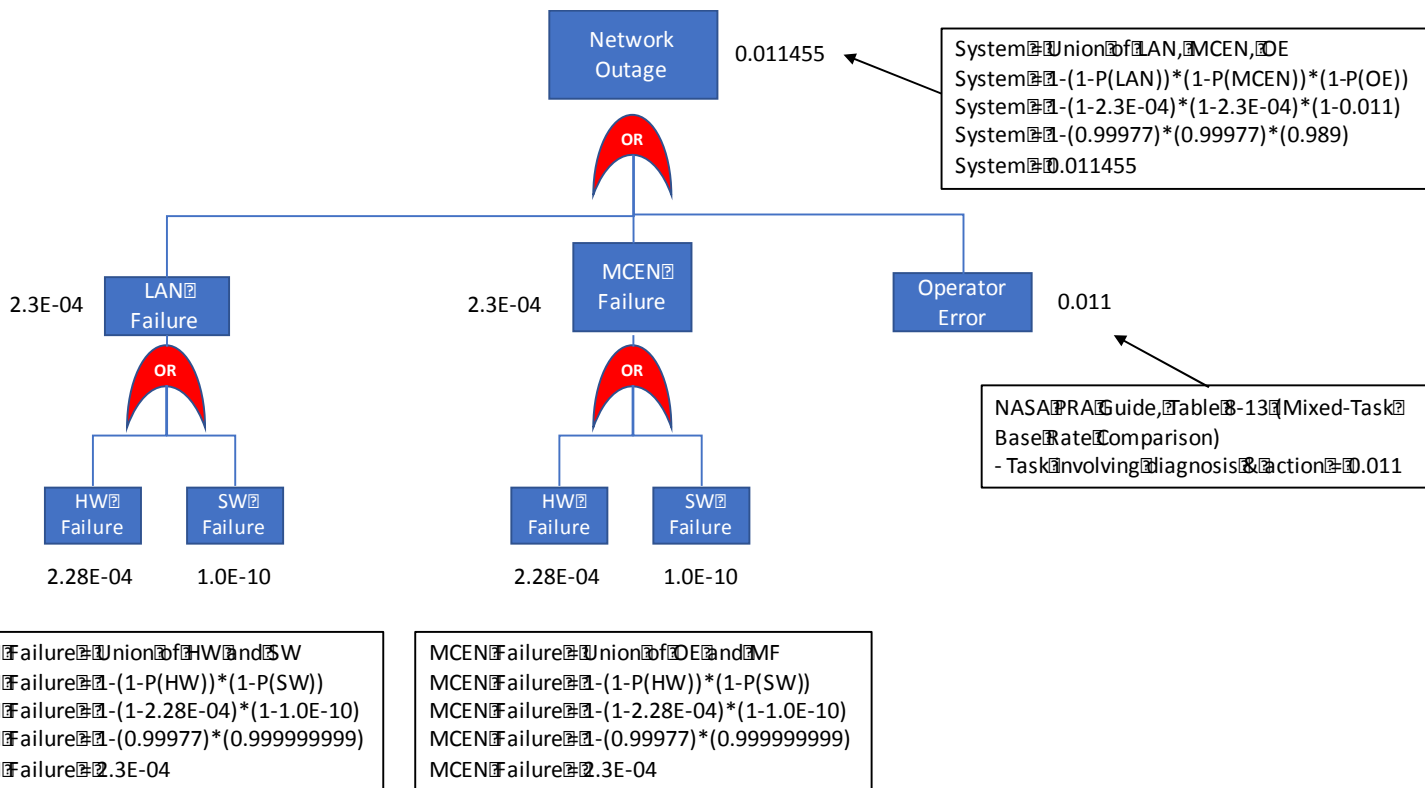 Network
Outage
0.011455
System = Union of LAN, MCEN, OE
System = 1-(1-P(LAN))*(1-P(MCEN))*(1-P(OE))
System = 1-(1-2.3E-04)*(1-2.3E-04)*(1-0.011)
System = 1-(0.99977)*(0.99977)*(0.989)
System = 0.011455
OR
2.3E-04
LAN
Failure
2.3E-04
MCEN
Failure
Operator
Error
0.011
OR
OR
NASA PRA Guide, Table 8-13 (Mixed-Task
Base Rate Comparison)
- Task involving diagnosis & action = 0.011
HW
Failure
SW
Failure
HW
Failure
SW
Failure
2.28E-04
1.0E-10
2.28E-04
1.0E-10
Failure = Union of HW and SW
Failure = 1-(1-P(HW))*(1-P(SW))
Failure = 1-(1-2.28E-04)*(1-1.0E-10)
Failure = 1-(0.99977)*(0.999999999)
Failure = 2.3E-04
MCEN Failure = Union of OE and MF
MCEN Failure = 1-(1-P(HW))*(1-P(SW))
MCEN Failure = 1-(1-2.28E-04)*(1-1.0E-10)
MCEN Failure = 1-(0.99977)*(0.999999999)
MCEN Failure = 2.3E-04